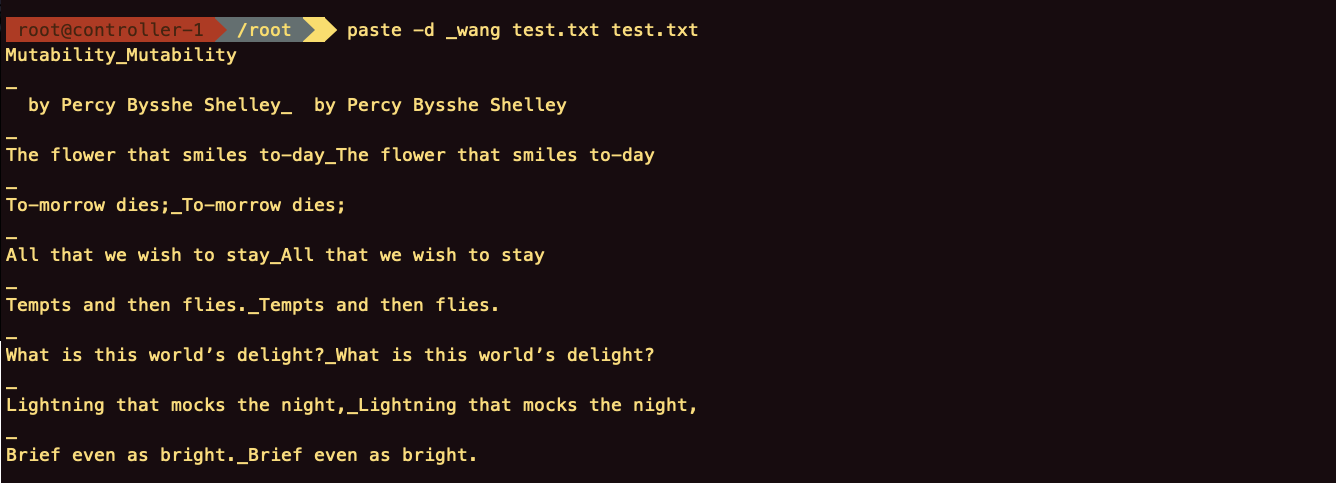 root@controller-1 /root paste -d _wang test.txt test.txt
Mutability_Mutability
_
  by Percy Bysshe Shelley_  by Percy Bysshe Shelley
_
The flower that smiles to-day_The flower that smiles to-day
_
To-morrow dies;_To-morrow dies;
_
All that we wish to stay_All that we wish to stay
_
Tempts and then flies._Tempts and then flies.
_
What is this world’s delight?_What is this world’s delight?
_
Lightning that mocks the night,_Lightning that mocks the night,
_
Brief even as bright._Brief even as bright.